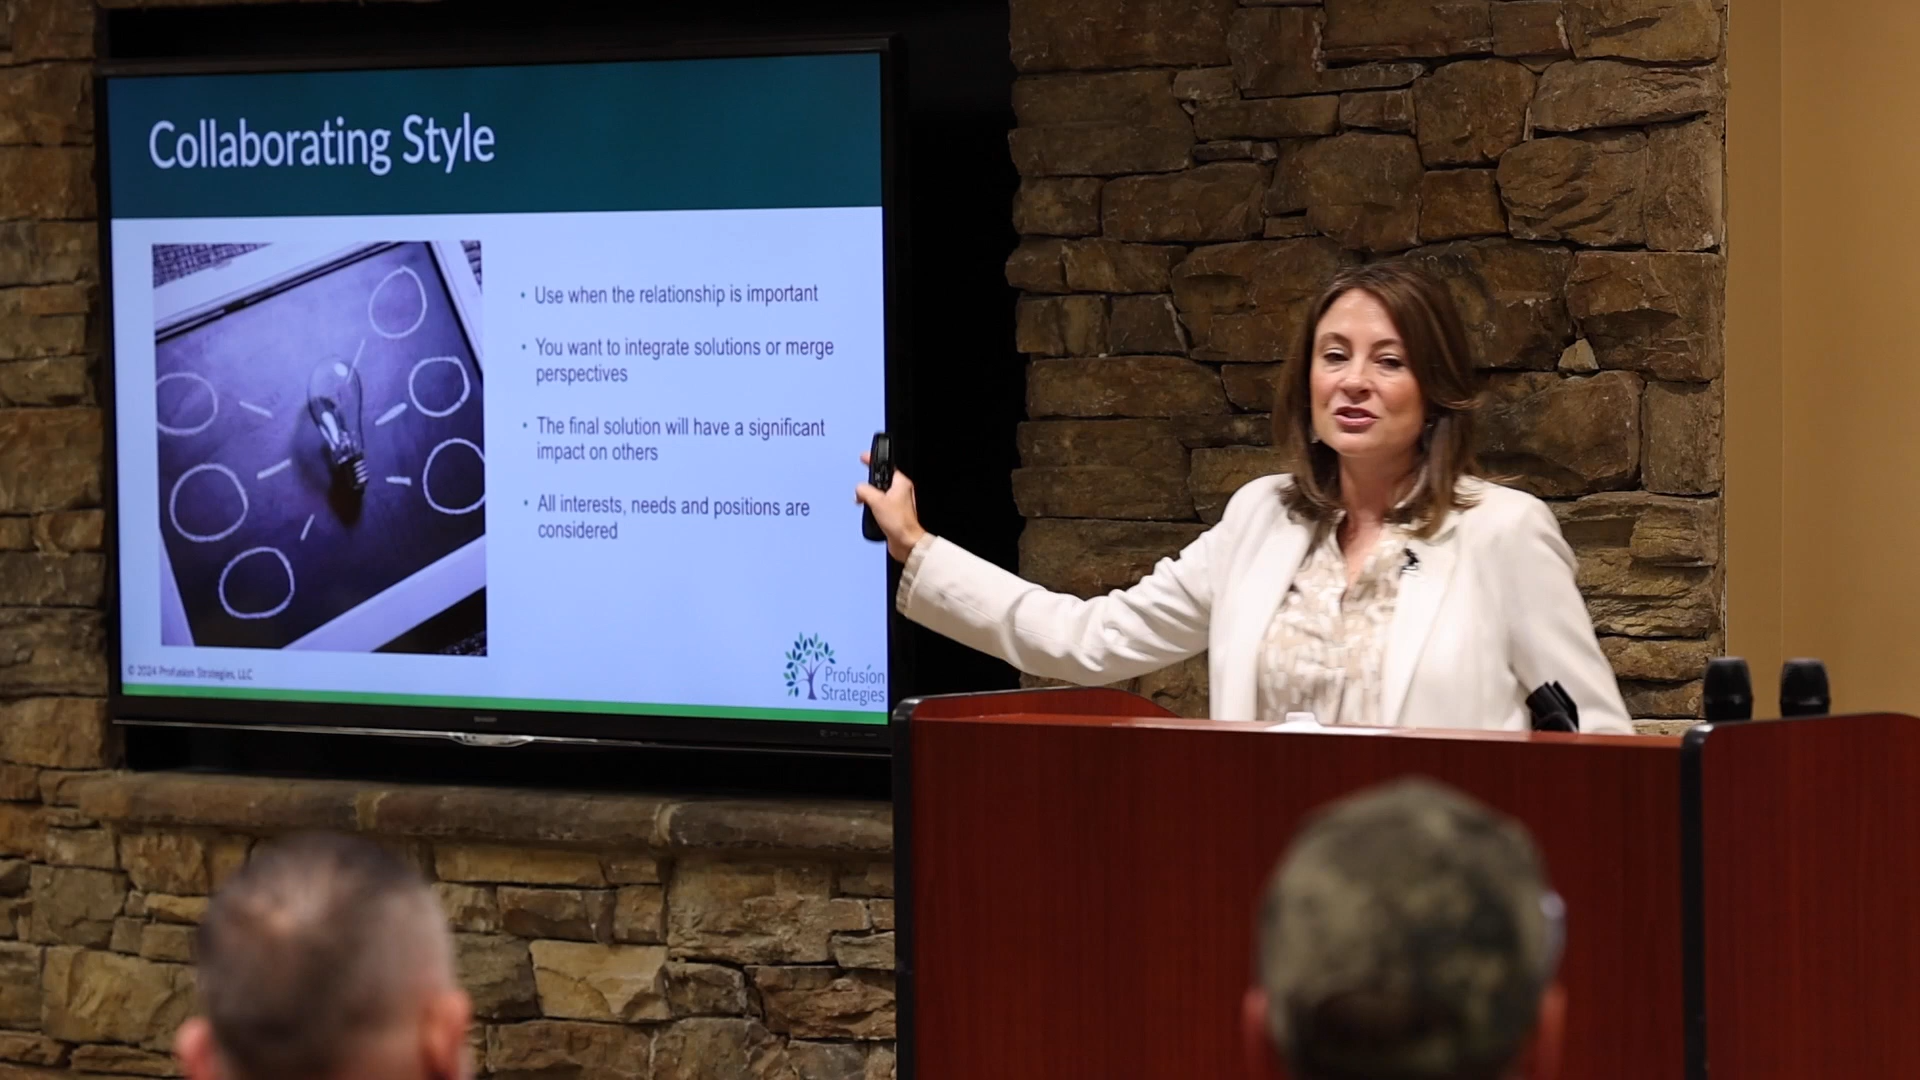 Collaborating Style
• Use when the relationship is important
• You want to integrate solutions or merge
perspectives
• The final solution will have a significant
impact on others
• All interests, needs and positions are
considered
Profusion
Strategies
© 2024 Profusion Strategies, LLC
SHARP